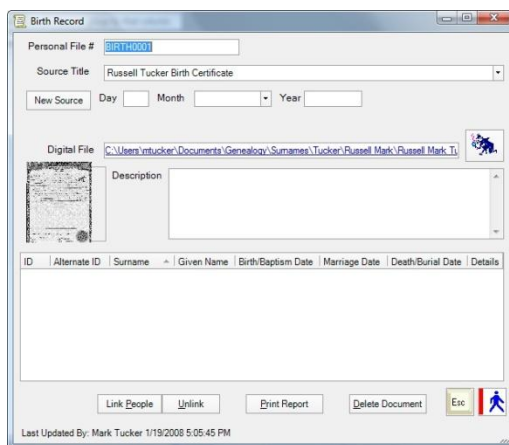 Birth Record
Personal File # BIRTH0001
Source Title Russell Tucker Birth Certificate
New Source Day Month Year
Digital File C:\Users\mtucker\Documents\Genealogy\Surnames\Tucker\Russell Mark\Russell Mark Tu
Description
ID Alternate ID Surname Given Name Birth/Baptism Date Marriage Date Death/Burial Date Details
Link People Unlink Print Report Delete Document Esc
Last Updated By: Mark Tucker 1/19/2008 5:05:45 PM